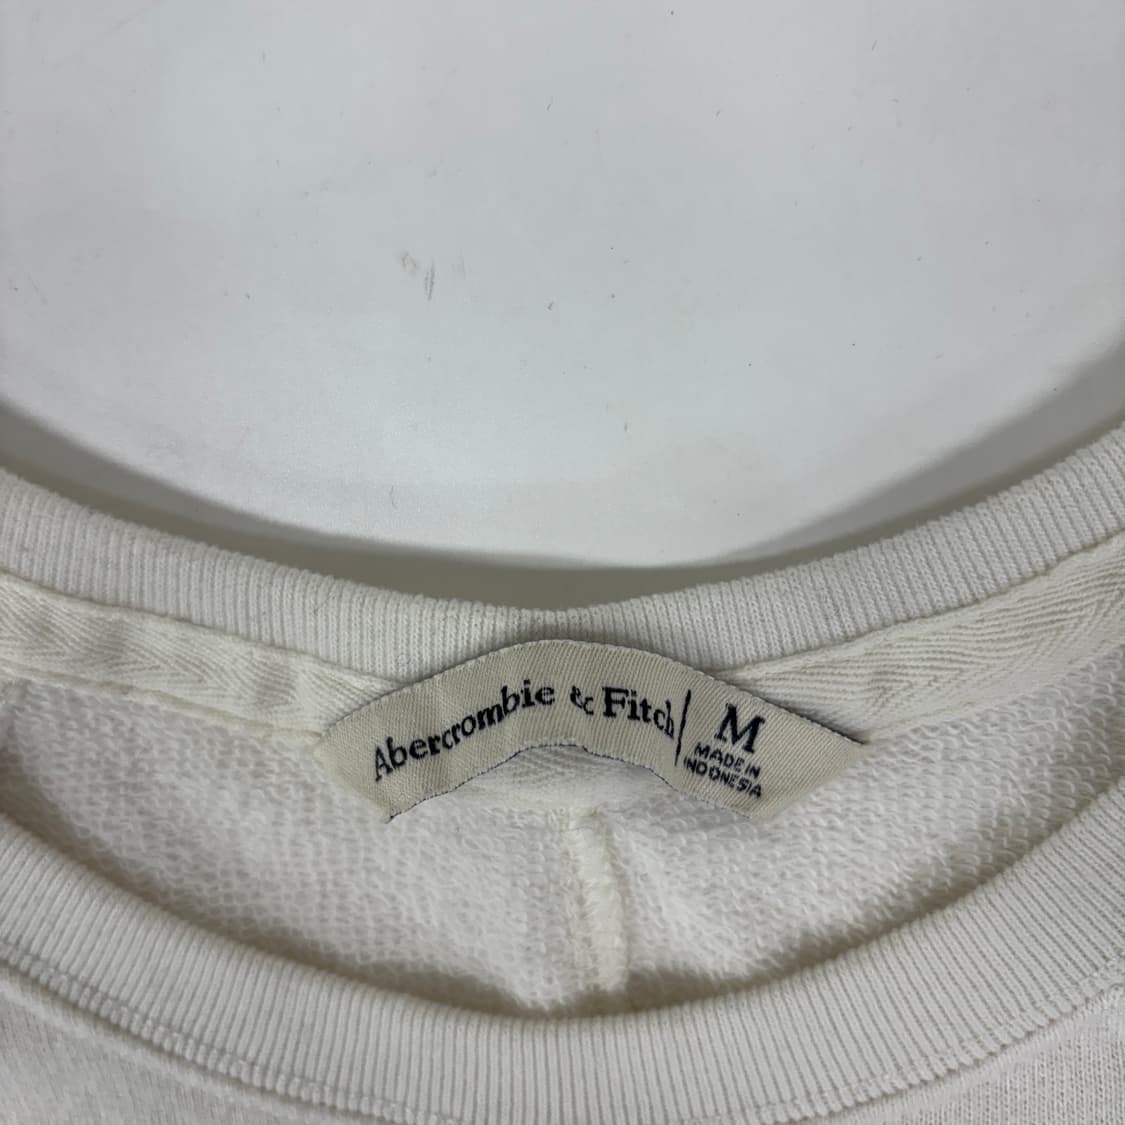 Abercrombie & Fitch
M
MADE IN
INDONESIA